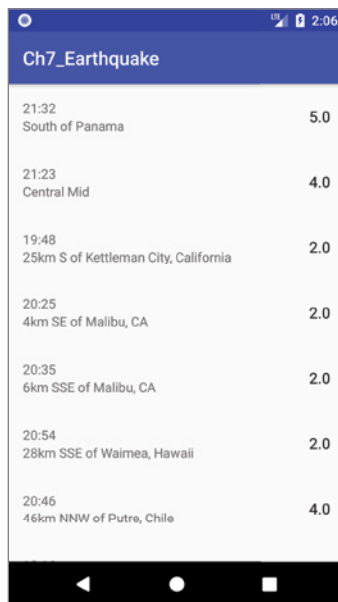 LTE 2:06
Ch7_Earthquake
21:32
South of Panama
5.0
21:23
Central Mid
4.0
19:48
25km S of Kettleman City, California
2.0
20:25
4km SE of Malibu, CA
2.0
20:35
6km SSE of Malibu, CA
2.0
20:54
28km SSE of Waimea, Hawaii
2.0
20:46
46km NNW of Putre, Chile
4.0